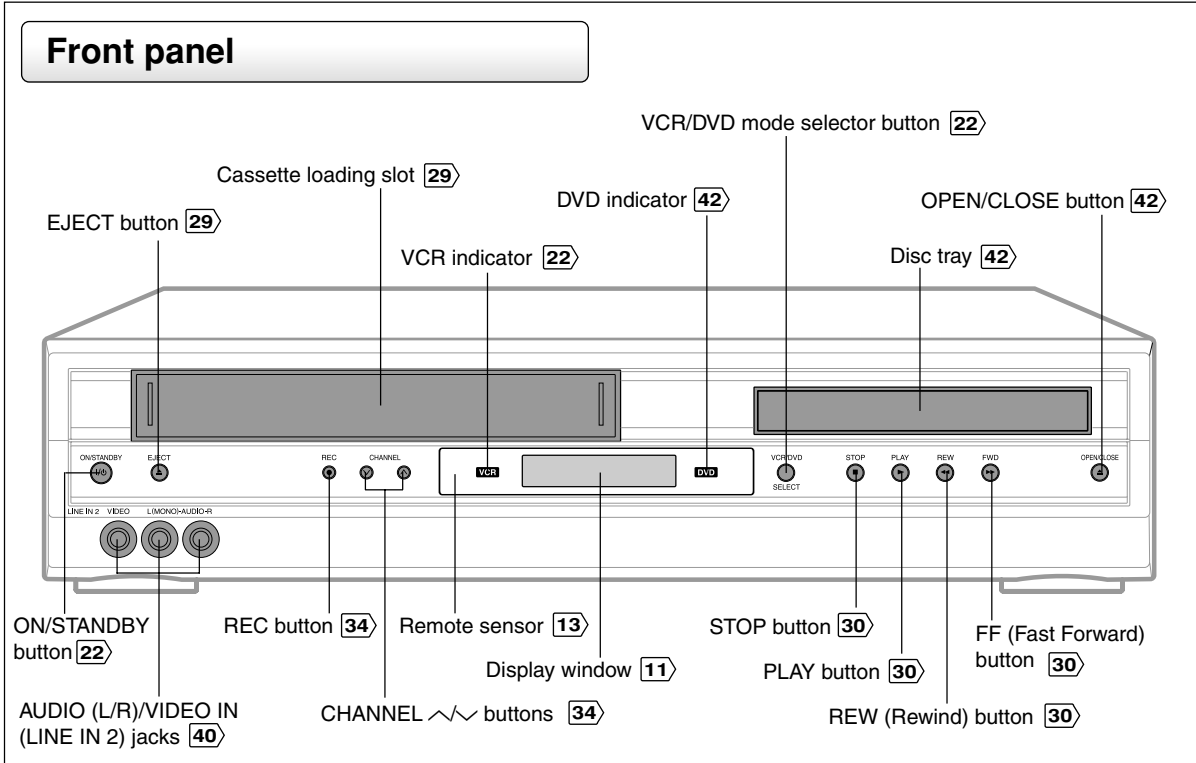 Front panel
VCR/DVD mode selector button 22
Cassette loading slot 29
DVD indicator 42
OPEN/CLOSE button 42
EJECT button 29
VCR indicator 22
Disc tray 42
ON/STANDBY
EJECT
REC
CHANNEL
VCR
DVD
VCR/DVD
SELECT
STOP
PLAY
REW
FWD
OPEN/CLOSE
LINE IN 2 VIDEO L(MONO)-AUDIO-R
ON/STANDBY
button 22
REC button 34
Remote sensor 13
STOP button 30
FF (Fast Forward)
button 30
Display window 11
PLAY button 30
AUDIO (L/R)/VIDEO IN
(LINE IN 2) jacks 40
CHANNEL ︿/﹀ buttons 34
REW (Rewind) button 30